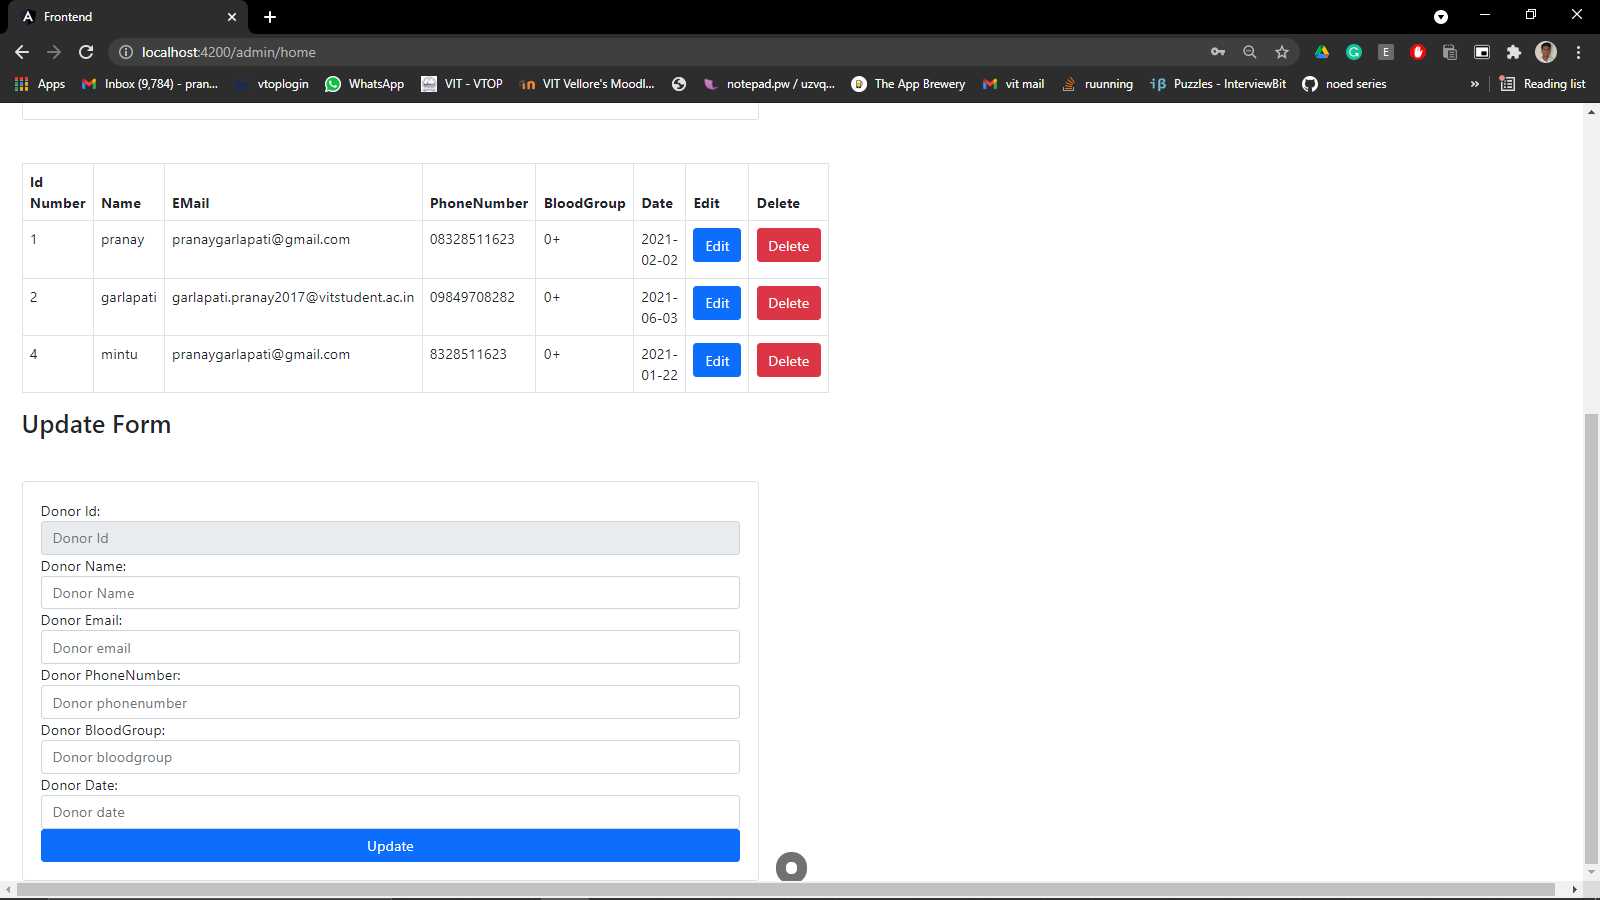 Frontend
localhost:4200/admin/home
Apps Inbox (9,784) - pran... vtoplogin WhatsApp VIT - VTOP VIT Vellore's Moodl... notepad.pw / uzvq... The App Brewery vit mail ruunning Puzzles - InterviewBit noed series » Reading list
Id Number Name EMail PhoneNumber BloodGroup Date Edit Delete
1 pranay pranaygarlapati@gmail.com 08328511623 0+ 2021-02-02 Edit Delete
2 garlapati garlapati.pranay2017@vitstudent.ac.in 09849708282 0+ 2021-06-03 Edit Delete
4 mintu pranaygarlapati@gmail.com 8328511623 0+ 2021-01-22 Edit Delete
Update Form
Donor Id:
Donor Id
Donor Name:
Donor Name
Donor Email:
Donor email
Donor PhoneNumber:
Donor phonenumber
Donor BloodGroup:
Donor bloodgroup
Donor Date:
Donor date
Update